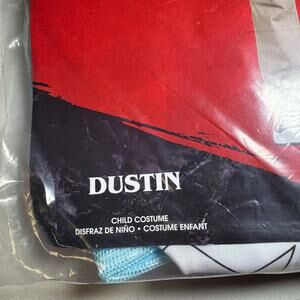 DUSTIN
CHILD COSTUME
DISFRAZ DE NIÑO • COSTUME ENFANT